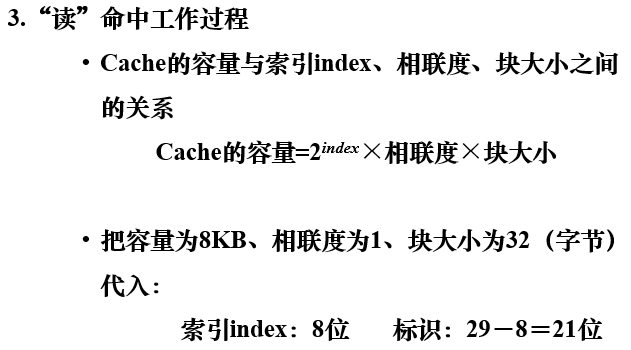 3. “读”命中工作过程
• Cache的容量与索引index、相联度、块大小之间
的关系
Cache的容量=2^index×相联度×块大小
• 把容量为8KB、相联度为1、块大小为32（字节）
代入：
索引index：8位 标识：29－8＝21位